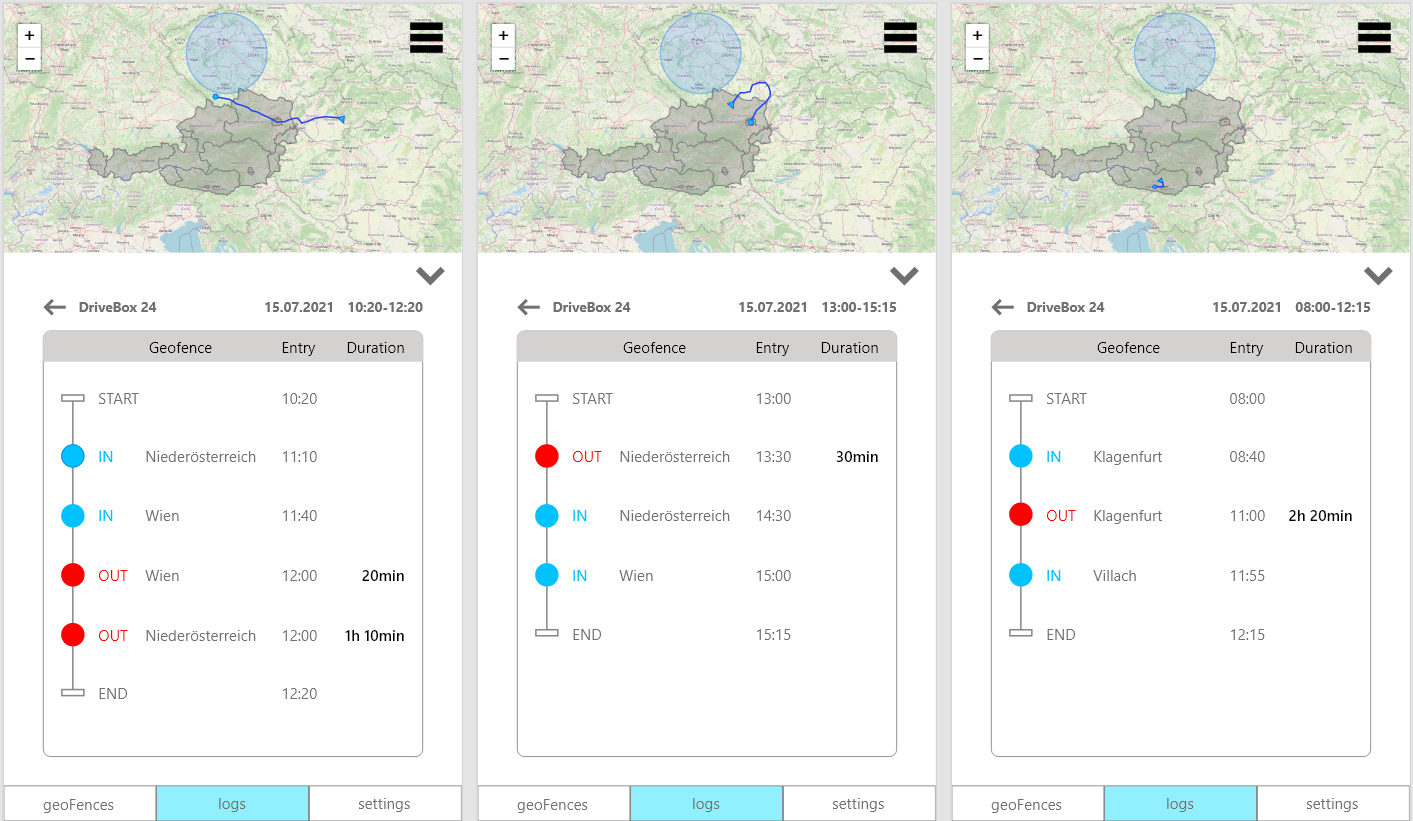 +
−
DriveBox 24 15.07.2021 10:20-12:20
Geofence Entry Duration
START 10:20
IN Niederösterreich 11:10
IN Wien 11:40
OUT Wien 12:00 20min
OUT Niederösterreich 12:00 1h 10min
END 12:20
geoFences logs settings
+
−
DriveBox 24 15.07.2021 13:00-15:15
Geofence Entry Duration
START 13:00
OUT Niederösterreich 13:30 30min
IN Niederösterreich 14:30
IN Wien 15:00
END 15:15
geoFences logs settings
+
−
DriveBox 24 15.07.2021 08:00-12:15
Geofence Entry Duration
START 08:00
IN Klagenfurt 08:40
OUT Klagenfurt 11:00 2h 20min
IN Villach 11:55
END 12:15
geoFences logs settings